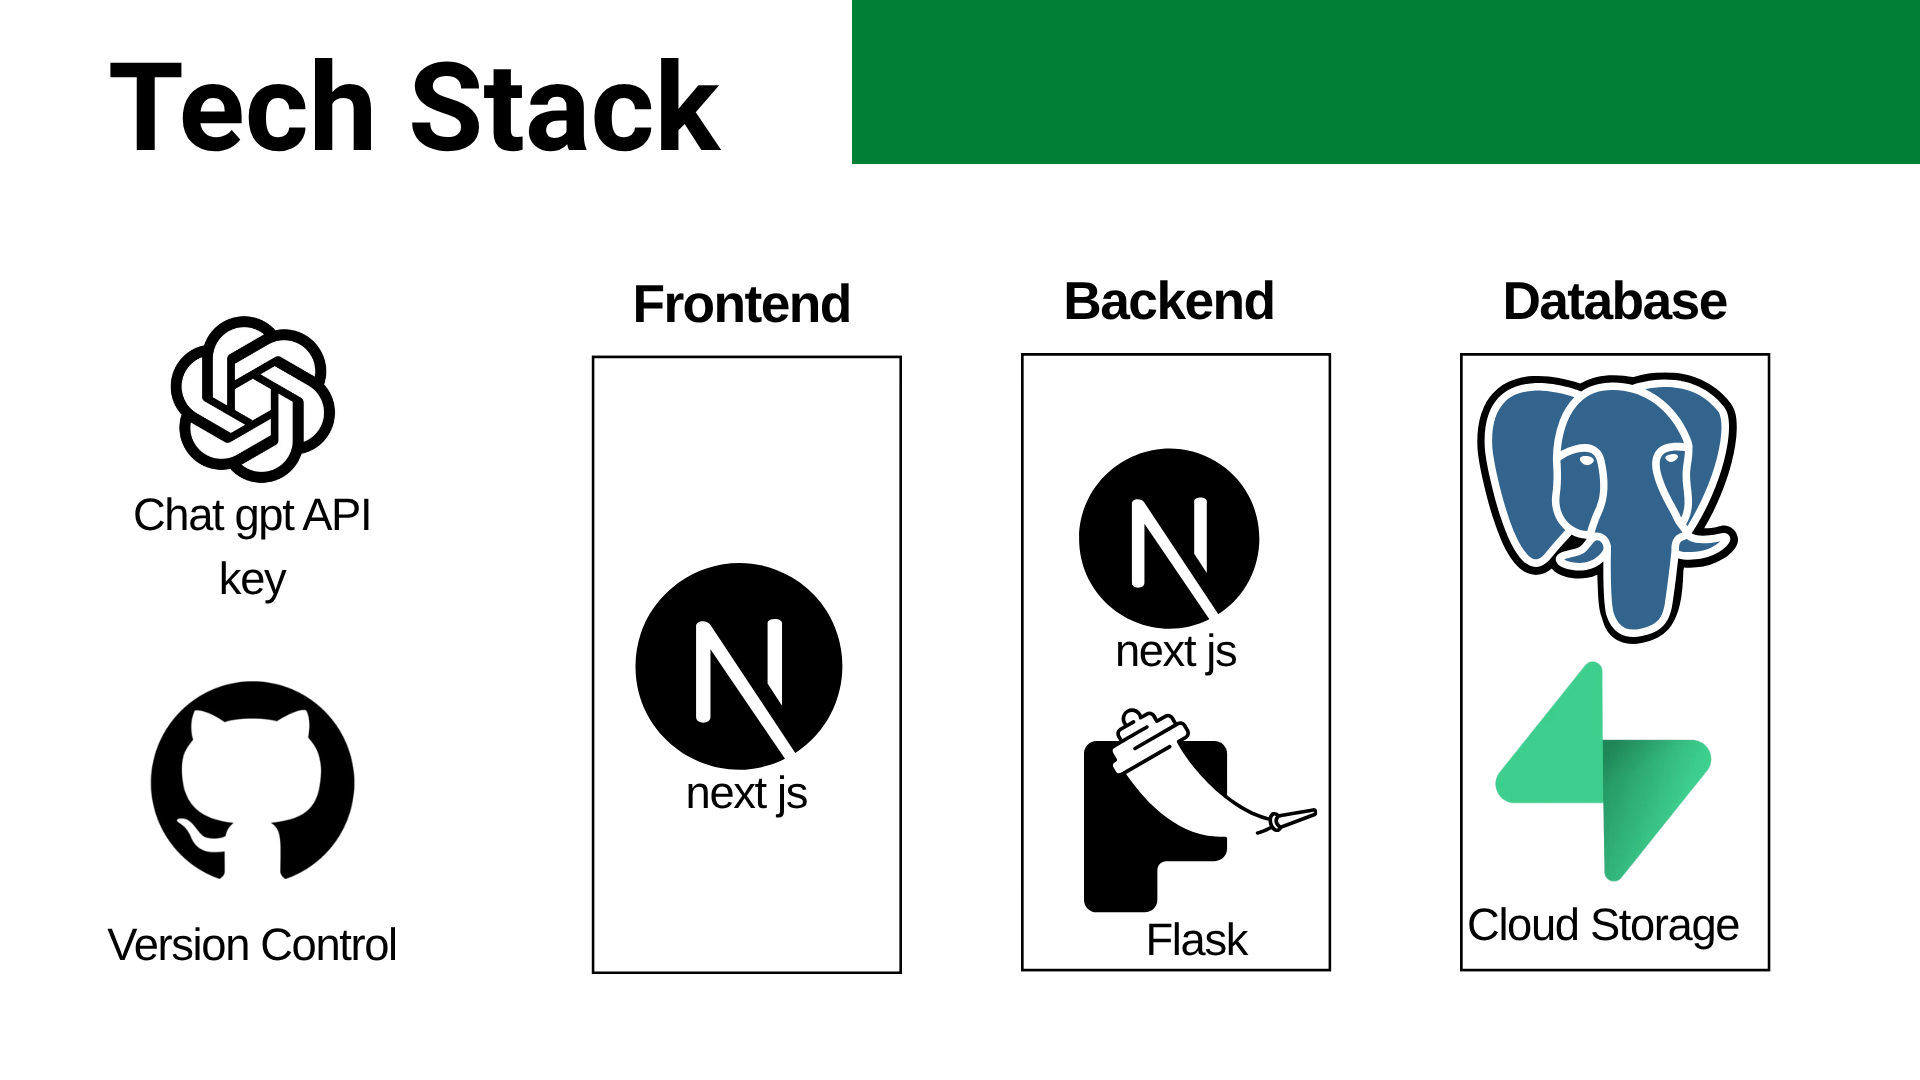 Tech Stack
Chat gpt API
key
Version Control
Frontend
next js
Backend
next js
Flask
Database
Cloud Storage